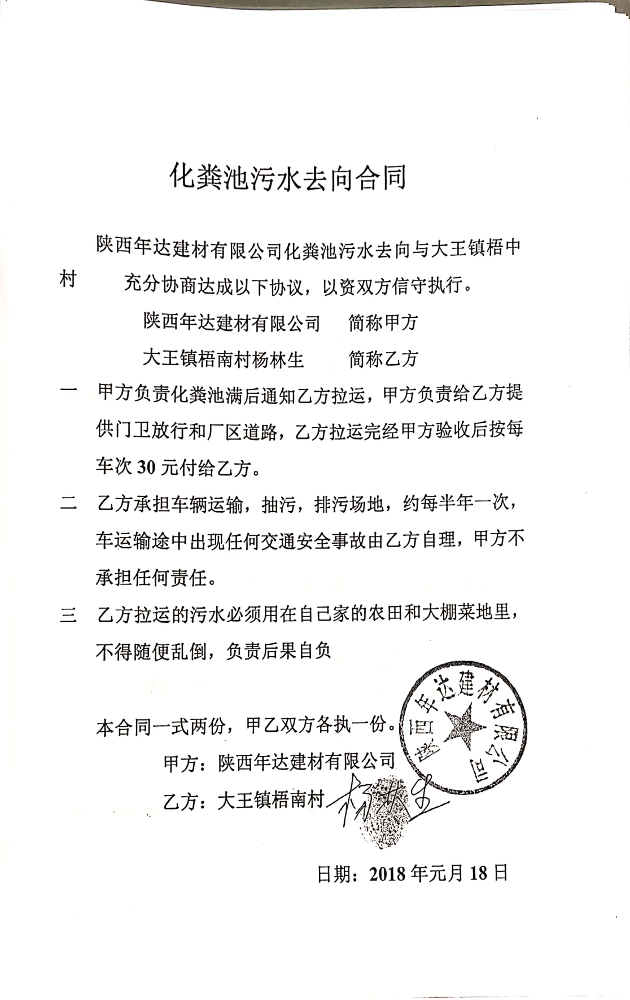 化粪池污水去向合同
陕西年达建材有限公司化粪池污水去向与大王镇梧中
村 充分协商达成以下协议，以资双方信守执行。
陕西年达建材有限公司 简称甲方
大王镇梧南村杨林生 简称乙方
一 甲方负责化粪池满后通知乙方拉运，甲方负责给乙方提
供门卫放行和厂区道路，乙方拉运完经甲方验收后按每
车次 30 元付给乙方。
二 乙方承担车辆运输，抽污，排污场地，约每半年一次，
车运输途中出现任何交通安全事故由乙方自理，甲方不
承担任何责任。
三 乙方拉运的污水必须用在自己家的农田和大棚菜地里，
不得随便乱倒，负责后果自负
本合同一式两份，甲乙双方各执一份。
甲方：陕西年达建材有限公司
陕西年达建材有限公司
乙方：大王镇梧南村 杨林生
日期：2018 年元月 18 日